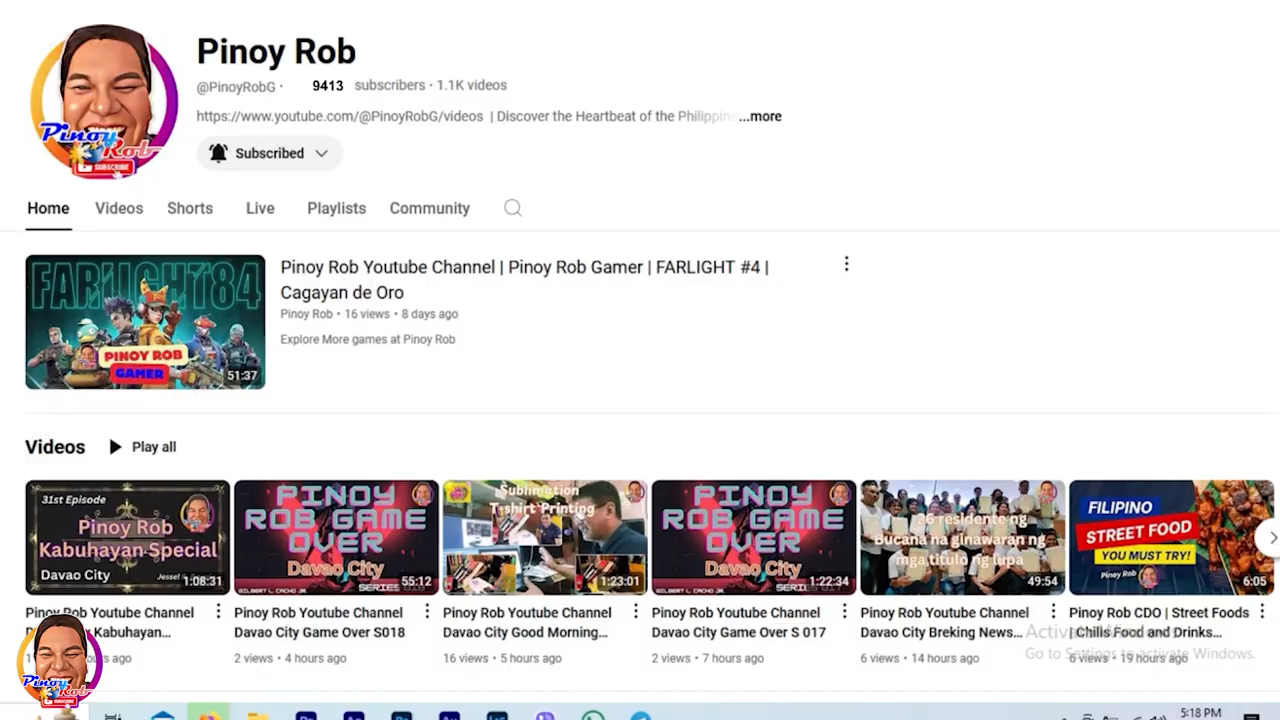 Pinoy Rob
@PinoyRobG · 9413 subscribers · 1.1K videos
https://www.youtube.com/@PinoyRobG/videos | Discover the Heartbeat of the Philippin ...more
Subscribed
Home Videos Shorts Live Playlists Community
FARLIGHT84
PINOY ROB
GAMER
51:37
Pinoy Rob Youtube Channel | Pinoy Rob Gamer | FARLIGHT #4 |
Cagayan de Oro
Pinoy Rob • 16 views • 8 days ago
Explore More games at Pinoy Rob
Videos Play all
31st Episode
Pinoy Rob
Kabuhayan Special
Davao City
1:08:31
Pinoy Rob Youtube Channel
Kabuhayan...
ago
PINOY
ROB GAME
OVER
Davao City
55:12
Pinoy Rob Youtube Channel
Davao City Game Over S018
2 views • 4 hours ago
Sublimation
T-shirt Printing
1:23:01
Pinoy Rob Youtube Channel
Davao City Good Morning...
16 views • 5 hours ago
PINOY
ROB GAME
OVER
Davao City
GILBERT L. CACHO JR.
1:22:34
Pinoy Rob Youtube Channel
Davao City Game Over S 017
2 views • 7 hours ago
26 residente ng
Bucana na ginawaran ng
mga titulo ng lupa
49:54
Pinoy Rob Youtube Channel
Davao City Breking News...
6 views • 14 hours ago
FILIPINO
STREET FOOD
YOU MUST TRY!
Pinoy Rob
6:05
Pinoy Rob CDO | Street Foods
| Chills Food and Drinks...
6 views • 19 hours ago
Activate Windows
Go to Settings to activate Windows.
Pinoy Rob
SUBSCRIBE
5:18 PM